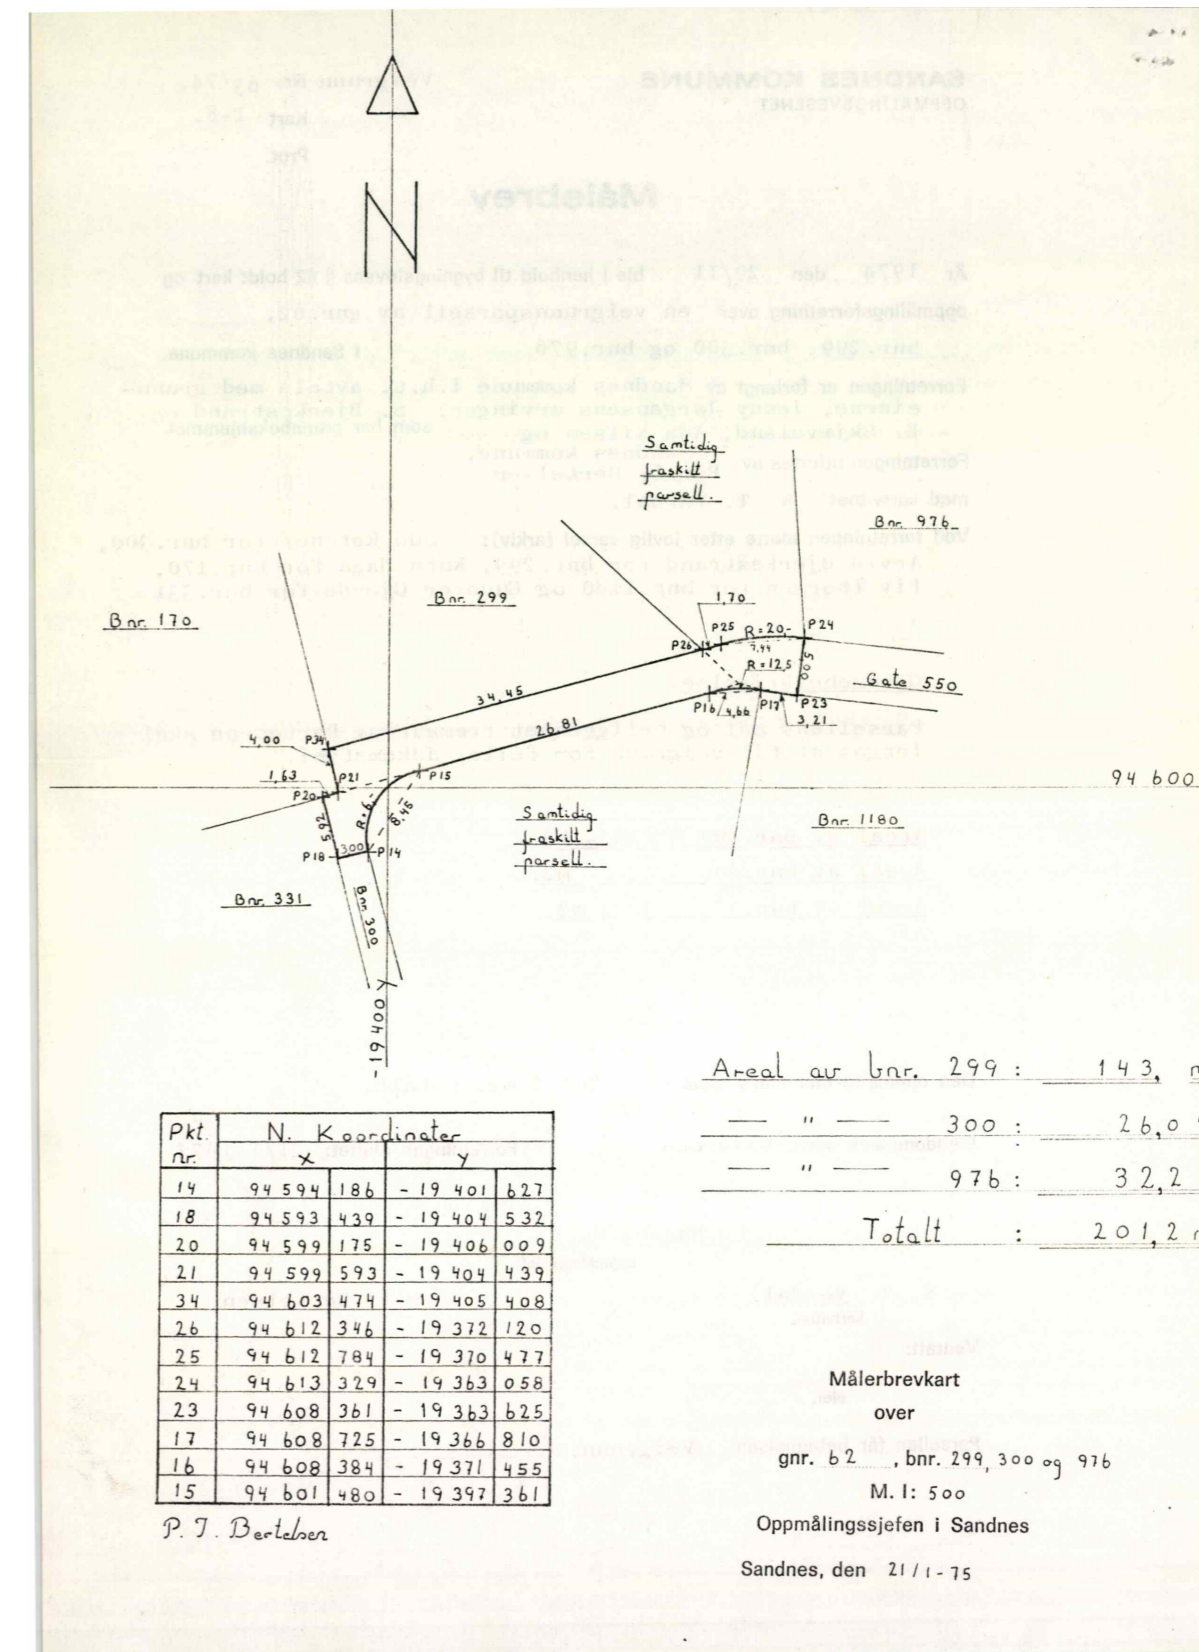 N
Samtidig
fraskilt
parsell.
Bnr. 976
Bnr. 299
Bnr. 170
1,70
P25
R=20,-
P24
P26
7,44
R=12,5
5,00
Gate 550
34,45
P16
4,66
P17
P23
3,21
26,81
4,00
P34
1,63
P21
P15
P20
94 600
R=6,-
8,45
5,92
Samtidig
fraskilt
parsell.
Bnr. 1180
P18
3,00
P14
Bnr. 331
Bnr. 300
-19 400 Y
Areal av bnr. 299 : 143,
— " — 300 : 26,0
— " — 976 : 32,2
Totalt : 201,2
Pkt. nr. N. Koordinater
x y
14 94 594 186 - 19 401 627
18 94 593 439 - 19 404 532
20 94 599 175 - 19 406 009
21 94 599 593 - 19 404 439
34 94 603 474 - 19 405 408
26 94 612 346 - 19 372 120
25 94 612 784 - 19 370 477
24 94 613 329 - 19 363 058
23 94 608 361 - 19 363 625
17 94 608 725 - 19 366 810
16 94 608 384 - 19 371 455
15 94 601 480 - 19 397 361
P. J. Bertelsen
Målerbrevkart
over
gnr. 62 , bnr. 299, 300 og 976
M. 1: 500
Oppmålingssjefen i Sandnes
Sandnes, den 21/1-75